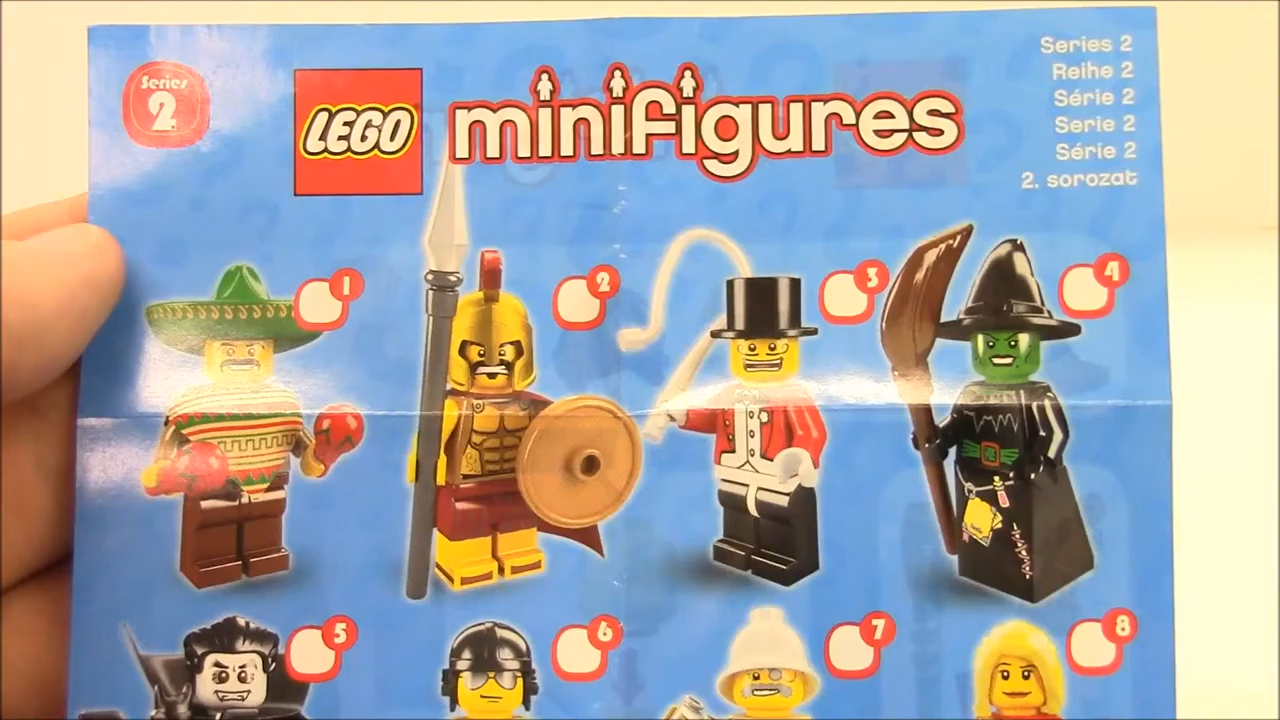 Series
2
LEGO
minifigures
Series 2
Reihe 2
Série 2
Serie 2
Série 2
2. sorozat
1
2
3
4
5
6
7
8